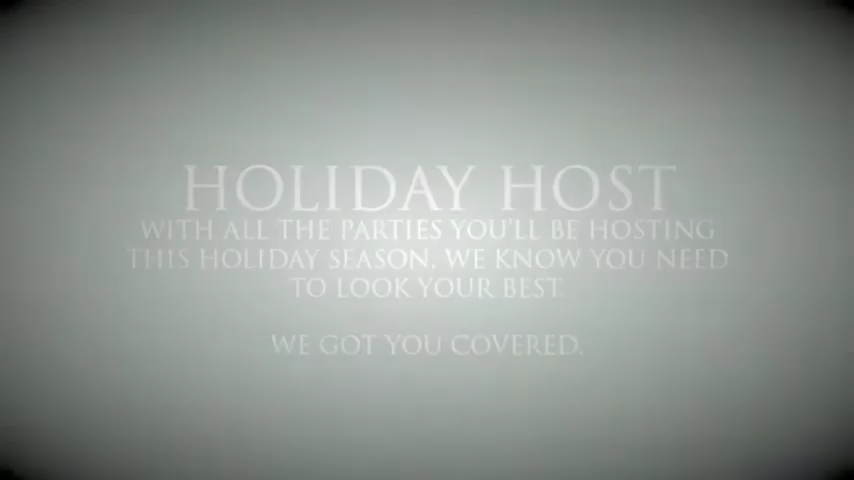 HOLIDAY HOST
WITH ALL THE PARTIES YOU'LL BE HOSTING
THIS HOLIDAY SEASON, WE KNOW YOU NEED
TO LOOK YOUR BEST.
WE GOT YOU COVERED.